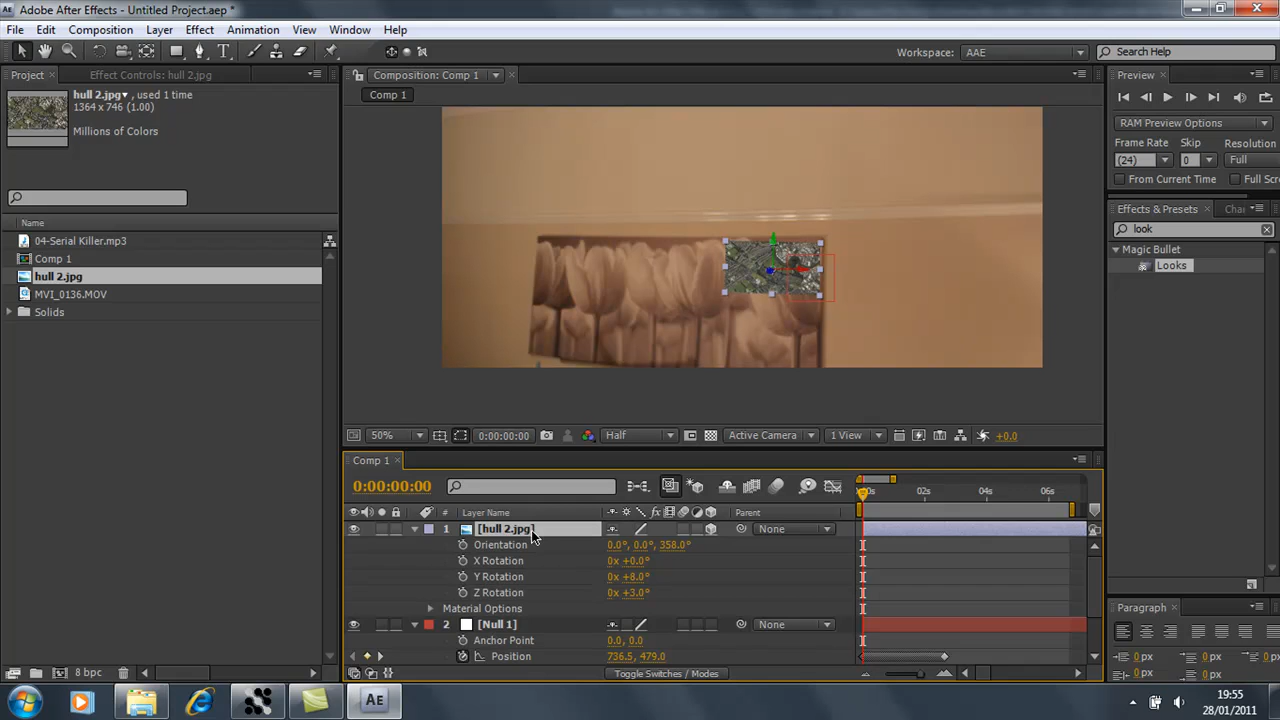 Adobe After Effects - Untitled Project.aep *
File Edit Composition Layer Effect Animation View Window Help
Workspace: AAE Search Help
Project Effect Controls: hull 2.jpg Composition: Comp 1 Preview
hull 2.jpg , used 1 time
1364 x 746 (1.00)
Millions of Colors
Comp 1
RAM Preview Options
Frame Rate Skip Resolution
(24) 0 Full
From Current Time Full Scre
Effects & Presets Char
look
Magic Bullet
Looks
Name
04-Serial Killer.mp3
Comp 1
hull 2.jpg
MVI_0136.MOV
Solids
50% 0:00:00:00 Half Active Camera 1 View +0.0
Comp 1
0:00:00:00
02s 04s 06s
# Layer Name Parent
1 [hull 2.jpg] None
Orientation 0.0°, 0.0°, 358.0°
X Rotation 0x +0.0°
Y Rotation 0x +8.0°
Z Rotation 0x +3.0°
Material Options
2 [Null 1] None
Anchor Point 0.0, 0.0
Position 736.5, 479.0
8 bpc Toggle Switches / Modes
Paragraph
0 px 0 px
0 px 0 px
AE
19:55
28/01/2011